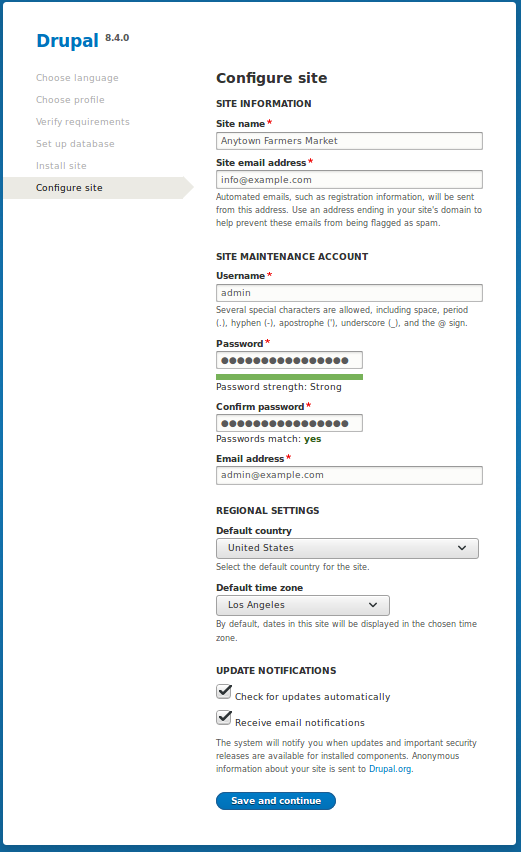 Drupal 8.4.0
Choose language
Choose profile
Verify requirements
Set up database
Install site
Configure site
Configure site
SITE INFORMATION
Site name*
Anytown Farmers Market
Site email address*
info@example.com
Automated emails, such as registration information, will be sent
from this address. Use an address ending in your site's domain to
help prevent these emails from being flagged as spam.
SITE MAINTENANCE ACCOUNT
Username*
admin
Several special characters are allowed, including space, period
(.), hyphen (-), apostrophe ('), underscore (_), and the @ sign.
Password*
●●●●●●●●●●●●●●●●
Password strength: Strong
Confirm password*
●●●●●●●●●●●●●●●●
Passwords match: yes
Email address*
admin@example.com
REGIONAL SETTINGS
Default country
United States
Select the default country for the site.
Default time zone
Los Angeles
By default, dates in this site will be displayed in the chosen time
zone.
UPDATE NOTIFICATIONS
Check for updates automatically
Receive email notifications
The system will notify you when updates and important security
releases are available for installed components. Anonymous
information about your site is sent to Drupal.org.
Save and continue